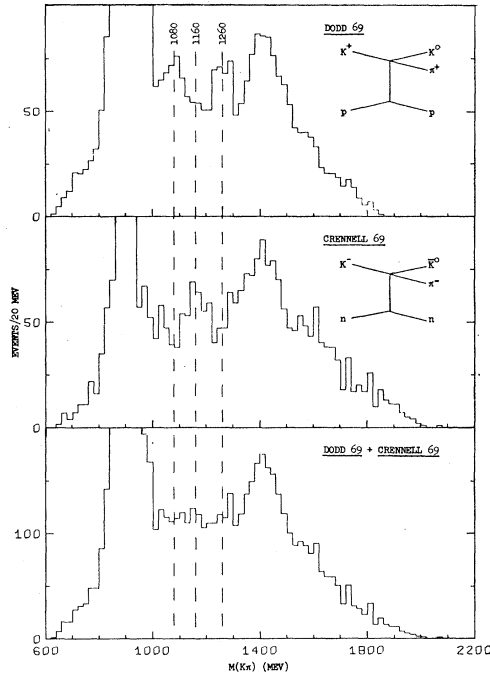 DODD 69
1080
1160
1260
K+ K0
π+
p p
50
0
CRENNELL 69
K- K̄0
π-
n n
50
0
EVENTS/20 MEV
DODD 69 + CRENNELL 69
100
0
600 1000 1400 1800 2200
M(Kπ) (MEV)